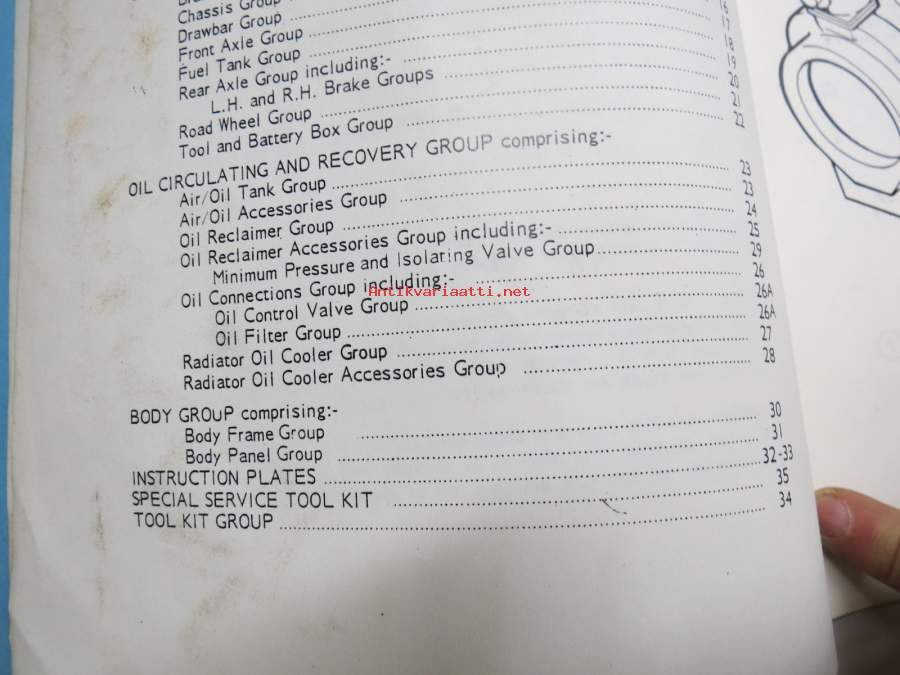 Chassis Group
Drawbar Group
Front Axle Group 16
Fuel Tank Group 17
Rear Axle Group including:- 18
L.H. and R.H. Brake Groups 19
Road Wheel Group 20
Tool and Battery Box Group 21
22
OIL CIRCULATING AND RECOVERY GROUP comprising:-
Air/Oil Tank Group 23
Air/Oil Accessories Group 23
Oil Reclaimer Group 24
Oil Reclaimer Accessories Group including:- 25
Minimum Pressure and Isolating Valve Group 29
Oil Connections Group including:- 26
Oil Control Valve Group 26A
Oil Filter Group 26A
Radiator Oil Cooler Group 27
Radiator Oil Cooler Accessories Group 28
BODY GROUP comprising:-
Body Frame Group 30
Body Panel Group 31
INSTRUCTION PLATES 32-33
SPECIAL SERVICE TOOL KIT 35
TOOL KIT GROUP 34
Antikvariaatti.net